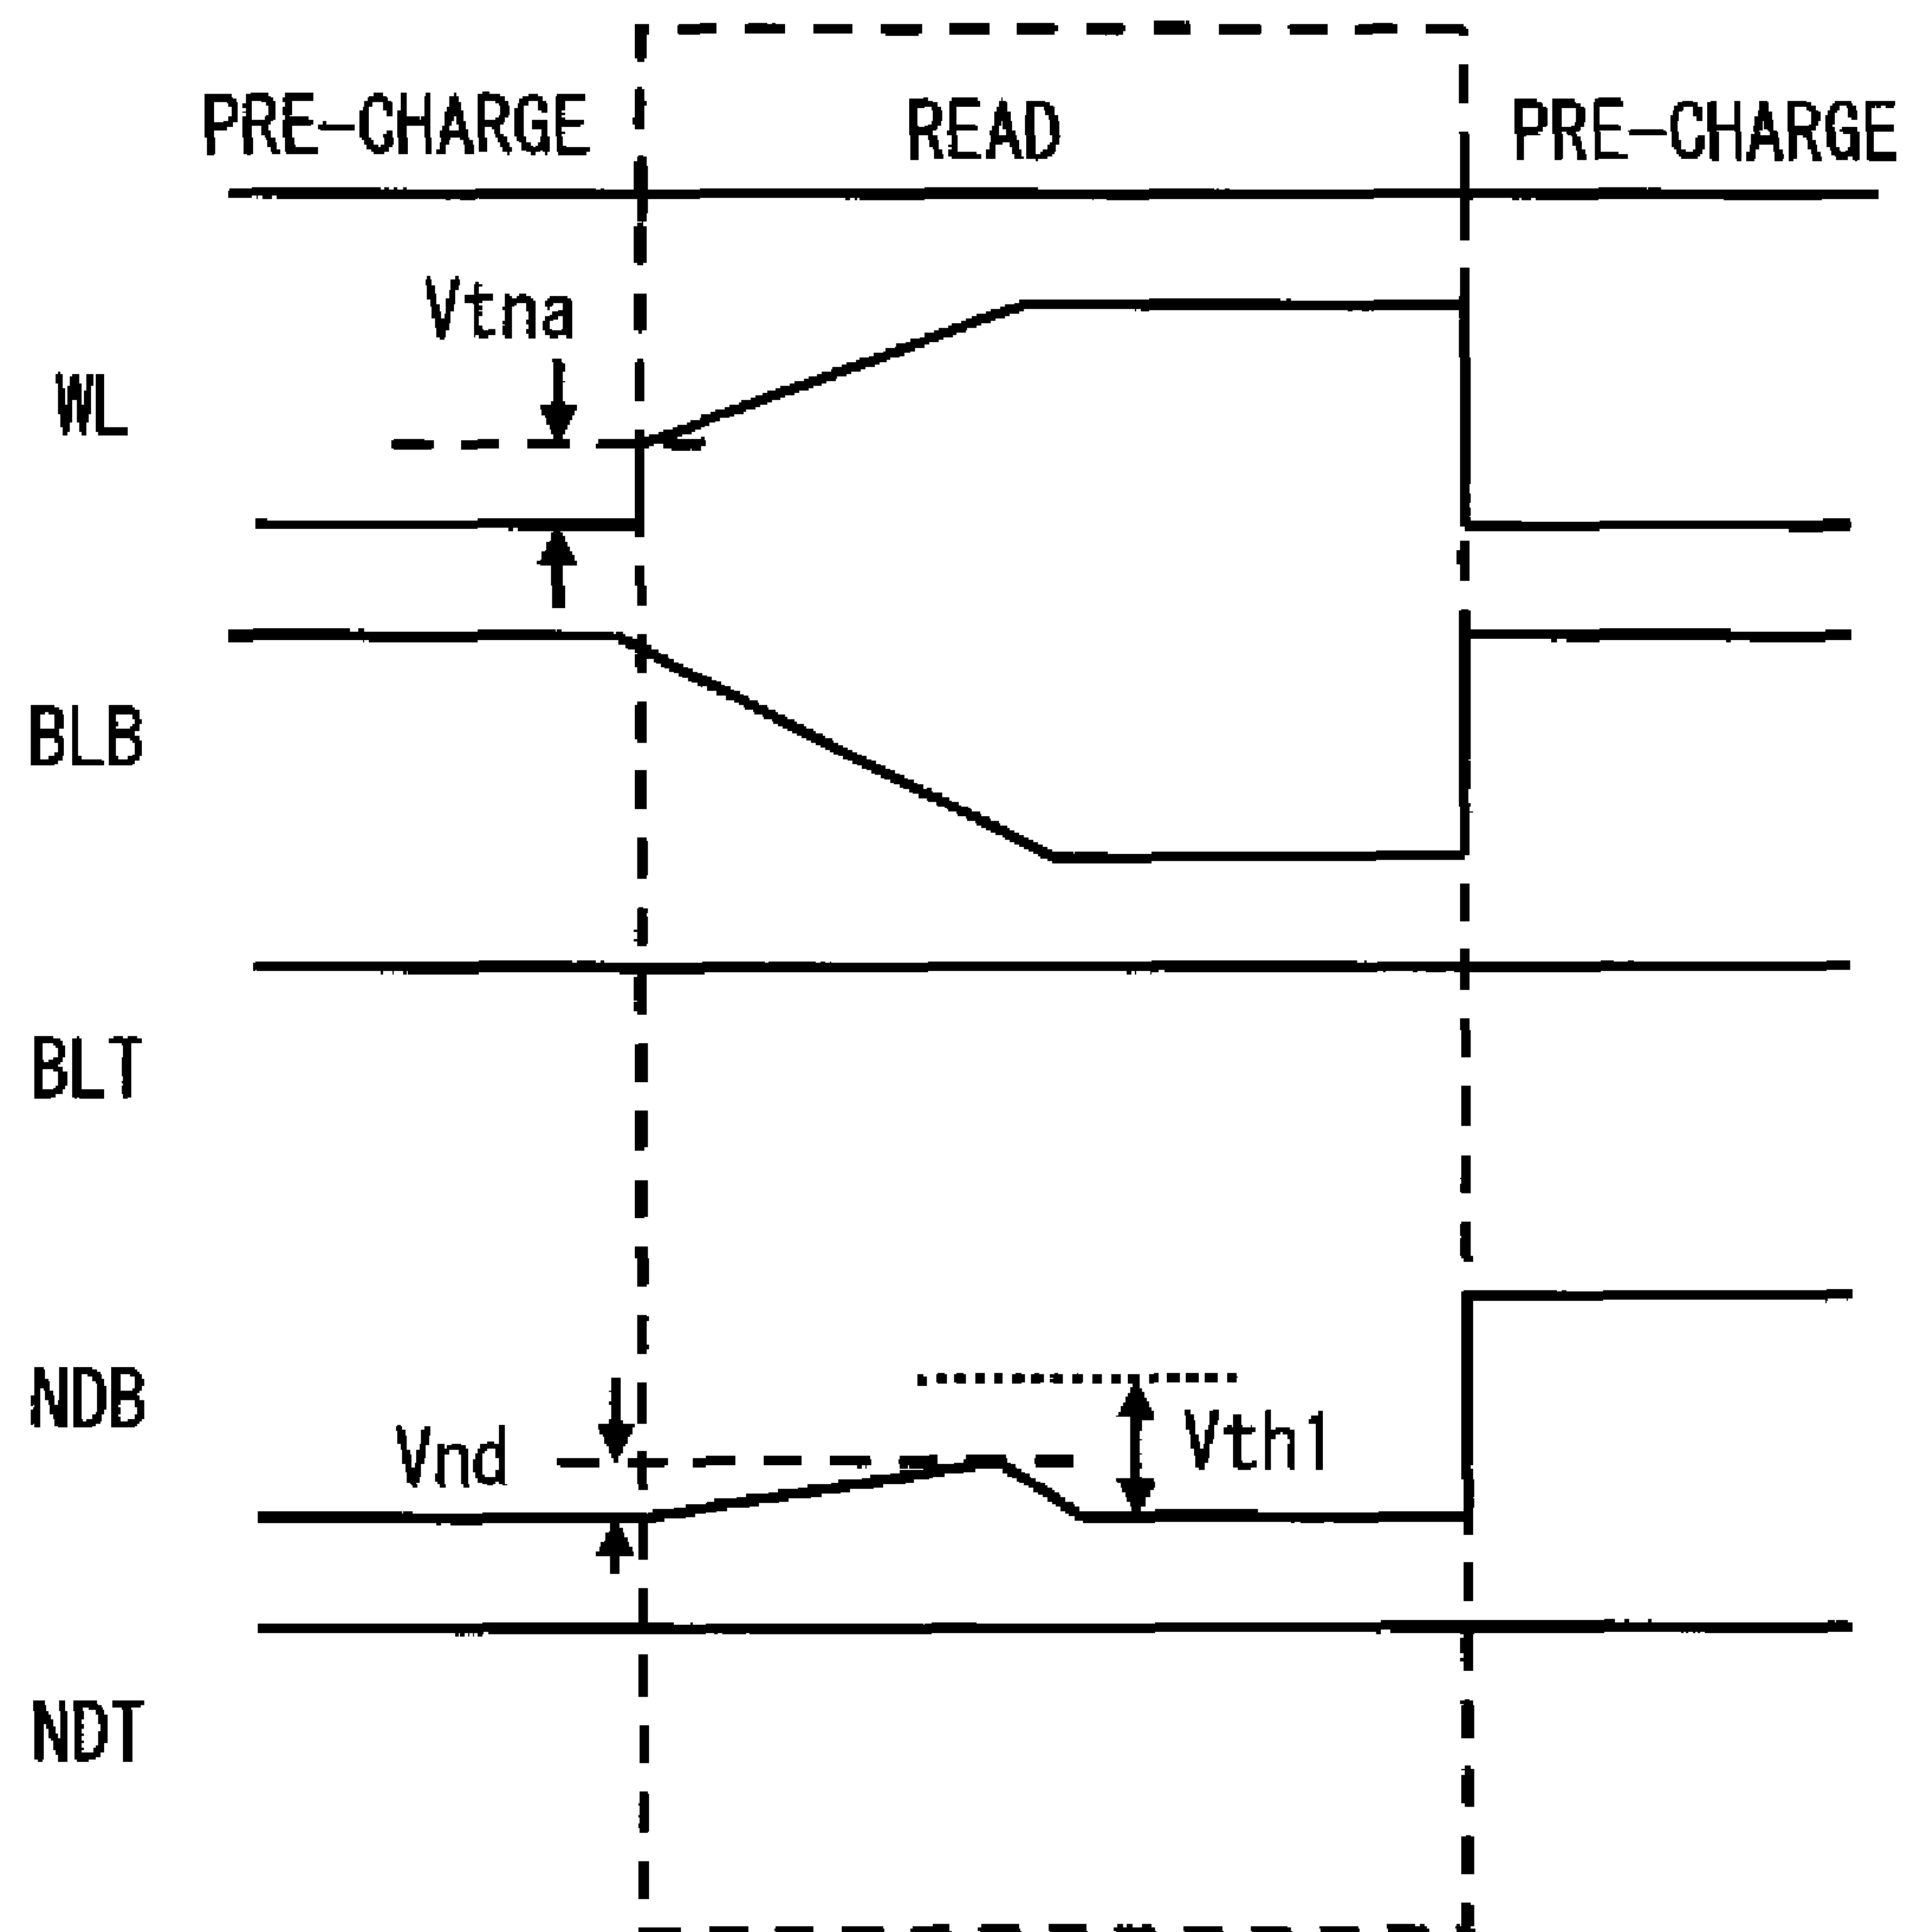 PRE-CHARGE READ PRE-CHARGE
Vtna
WL
BLB
BLT
NDB
Vnd
Vth1
NDT